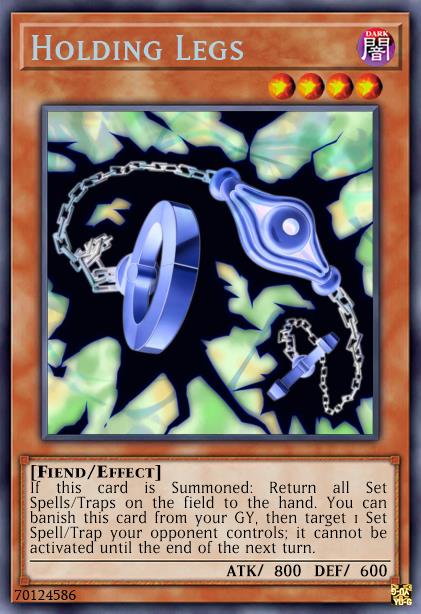 HOLDING LEGS
DARK
闇
[FIEND/EFFECT]
If this card is Summoned: Return all Set
Spells/Traps on the field to the hand. You can
banish this card from your GY, then target 1 Set
Spell/Trap your opponent controls; it cannot be
activated until the end of the next turn.
ATK/ 800 DEF/ 600
70124586